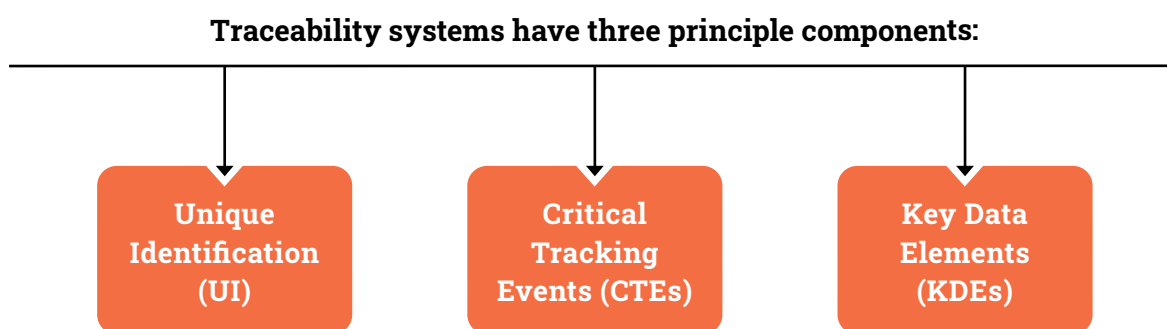 Traceability systems have three principle components:
Unique
Identification
(UI)
Critical
Tracking
Events (CTEs)
Key Data
Elements
(KDEs)